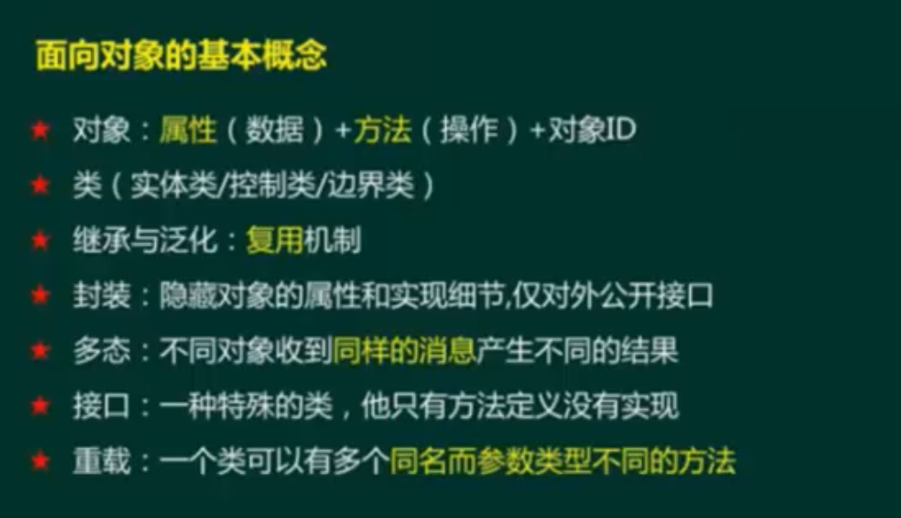 面向对象的基本概念
★ 对象：属性（数据）+方法（操作）+对象ID
★ 类（实体类/控制类/边界类）
★ 继承与泛化：复用机制
★ 封装：隐藏对象的属性和实现细节,仅对外公开接口
★ 多态：不同对象收到同样的消息产生不同的结果
★ 接口：一种特殊的类，他只有方法定义没有实现
★ 重载：一个类可以有多个同名而参数类型不同的方法